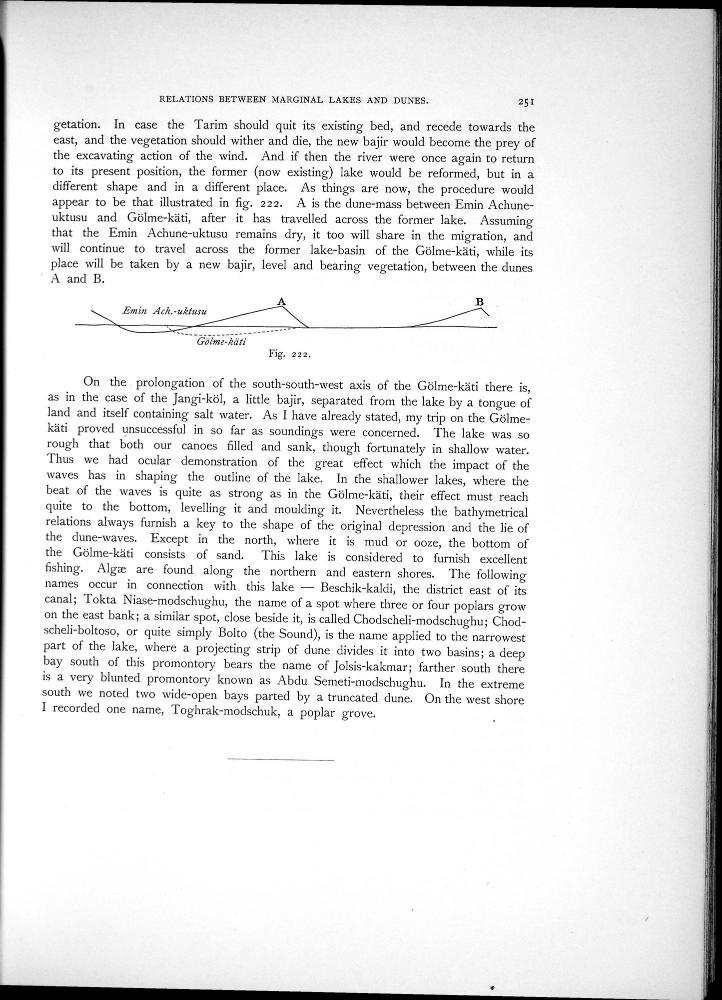 RELATIONS BETWEEN MARGINAL LAKES AND DUNES. 251
getation. In case the Tarim should quit its existing bed, and recede towards the
east, and the vegetation should wither and die, the new bajir would become the prey of
the excavating action of the wind. And if then the river were once again to return
to its present position, the former (now existing) lake would be reformed, but in a
different shape and in a different place. As things are now, the procedure would
appear to be that illustrated in fig. 222. A is the dune-mass between Emin Achune-
uktusu and Gölme-käti, after it has travelled across the former lake. Assuming
that the Emin Achune-uktusu remains dry, it too will share in the migration, and
will continue to travel across the former lake-basin of the Gölme-käti, while its
place will be taken by a new bajir, level and bearing vegetation, between the dunes
A and B.
Emin Ach.-uktusu A B
Gölme-käti
Fig. 222.
On the prolongation of the south-south-west axis of the Gölme-käti there is,
as in the case of the Jangi-köl, a little bajir, separated from the lake by a tongue of
land and itself containing salt water. As I have already stated, my trip on the Gölme-
käti proved unsuccessful in so far as soundings were concerned. The lake was so
rough that both our canoes filled and sank, though fortunately in shallow water.
Thus we had ocular demonstration of the great effect which the impact of the
waves has in shaping the outline of the lake. In the shallower lakes, where the
beat of the waves is quite as strong as in the Gölme-käti, their effect must reach
quite to the bottom, levelling it and moulding it. Nevertheless the bathymetrical
relations always furnish a key to the shape of the original depression and the lie of
the dune-waves. Except in the north, where it is mud or ooze, the bottom of
the Gölme-käti consists of sand. This lake is considered to furnish excellent
fishing. Algæ are found along the northern and eastern shores. The following
names occur in connection with this lake — Beschik-kaldi, the district east of its
canal; Tokta Niase-modschughu, the name of a spot where three or four poplars grow
on the east bank; a similar spot, close beside it, is called Chodscheli-modschughu; Chod-
scheli-boltoso, or quite simply Bolto (the Sound), is the name applied to the narrowest
part of the lake, where a projecting strip of dune divides it into two basins; a deep
bay south of this promontory bears the name of Jolsis-kakmar; farther south there
is a very blunted promontory known as Abdu Semeti-modschughu. In the extreme
south we noted two wide-open bays parted by a truncated dune. On the west shore
I recorded one name, Toghrak-modschuk, a poplar grove.